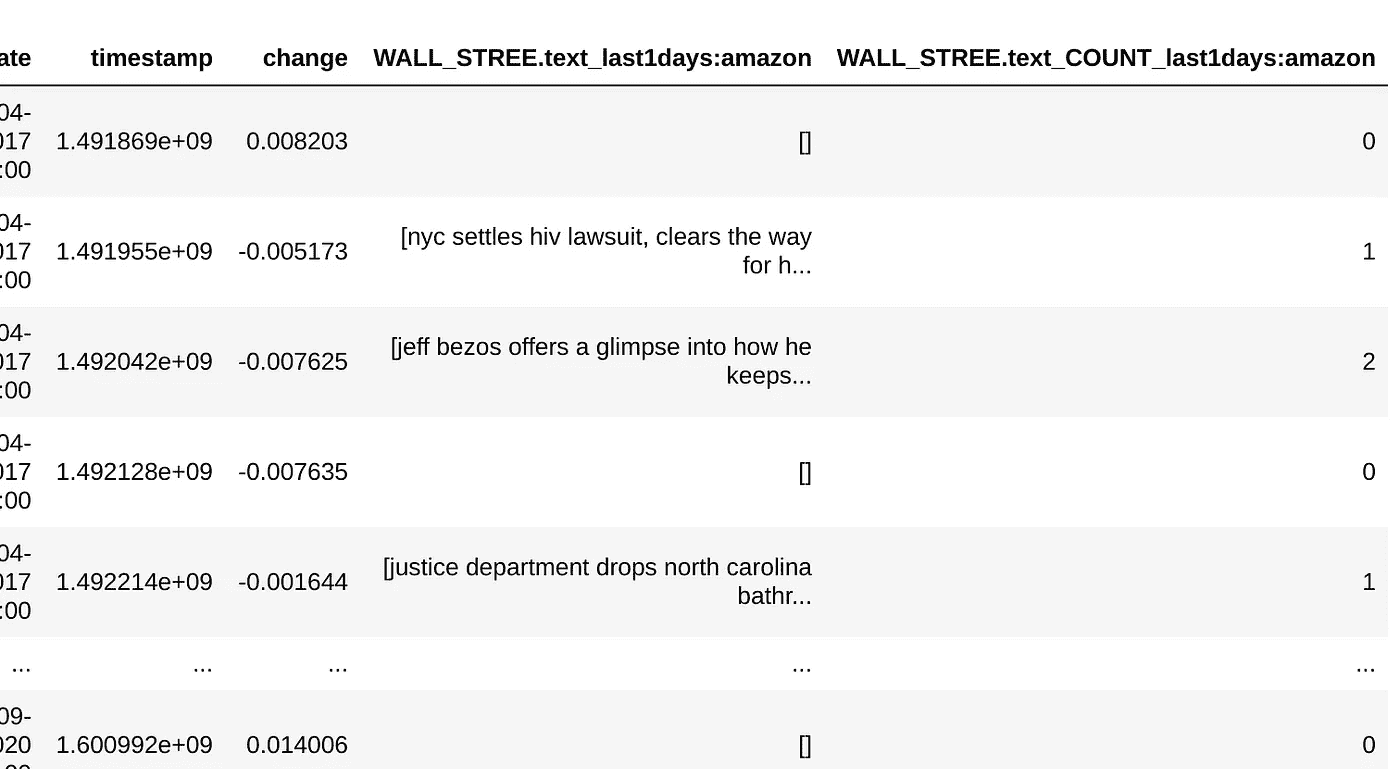 ate timestamp change WALL_STREE.text_last1days:amazon WALL_STREE.text_COUNT_last1days:amazon
04-
017 1.491869e+09 0.008203 [] 0
:00
04-
[nyc settles hiv lawsuit, clears the way
017 1.491955e+09 -0.005173 1
for h...
:00
04-
[jeff bezos offers a glimpse into how he
017 1.492042e+09 -0.007625 2
keeps...
:00
04-
017 1.492128e+09 -0.007635 [] 0
:00
04-
[justice department drops north carolina
017 1.492214e+09 -0.001644 1
bathr...
:00
... ... ... ... ...
09-
020 1.600992e+09 0.014006 [] 0